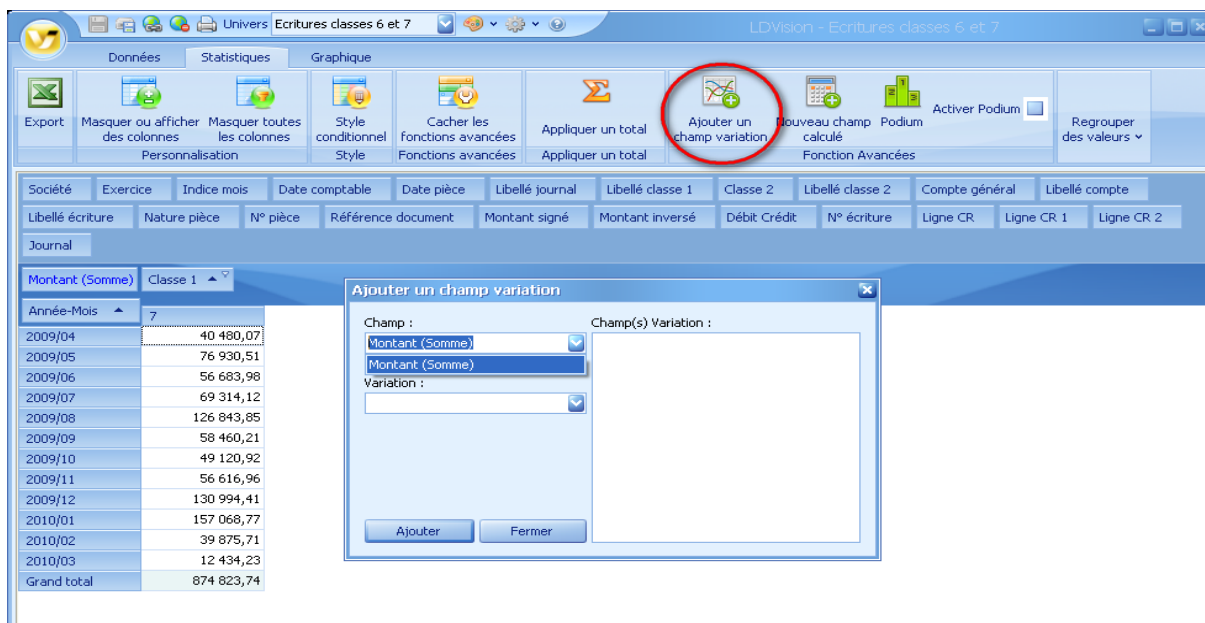 Univers Ecritures classes 6 et 7
LDVision - Ecritures classes 6 et 7
Données Statistiques Graphique
Export
Masquer ou afficher des colonnes
Masquer toutes les colonnes
Personnalisation
Style conditionnel
Style
Cacher les fonctions avancées
Fonctions avancées
Appliquer un total
Appliquer un total
Ajouter un champ variation
Nouveau champ calculé
Podium
Activer Podium
Fonction Avancées
Regrouper des valeurs
Société Exercice Indice mois Date comptable Date pièce Libellé journal Libellé classe 1 Classe 2 Libellé classe 2 Compte général Libellé compte
Libellé écriture Nature pièce N° pièce Référence document Montant signé Montant inversé Débit Crédit N° écriture Ligne CR Ligne CR 1 Ligne CR 2
Journal
Montant (Somme) Classe 1
Année-Mois 7
2009/04 40 480,07
2009/05 76 930,51
2009/06 56 683,98
2009/07 69 314,12
2009/08 126 843,85
2009/09 58 460,21
2009/10 49 120,92
2009/11 56 616,96
2009/12 130 994,41
2010/01 157 068,77
2010/02 39 875,71
2010/03 12 434,23
Grand total 874 823,74
Ajouter un champ variation
Champ : Champ(s) Variation :
Montant (Somme)
Montant (Somme)
Variation :
Ajouter Fermer